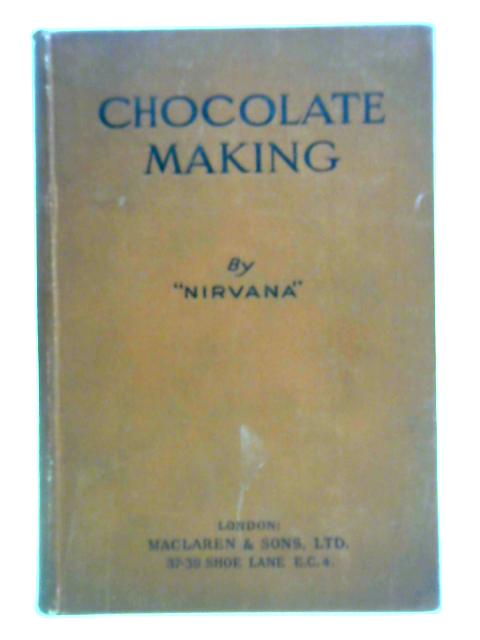 CHOCOLATE
MAKING
By
"NIRVANA"
LONDON:
MACLAREN & SONS, LTD.
37-39 SHOE LANE E.C. 4.